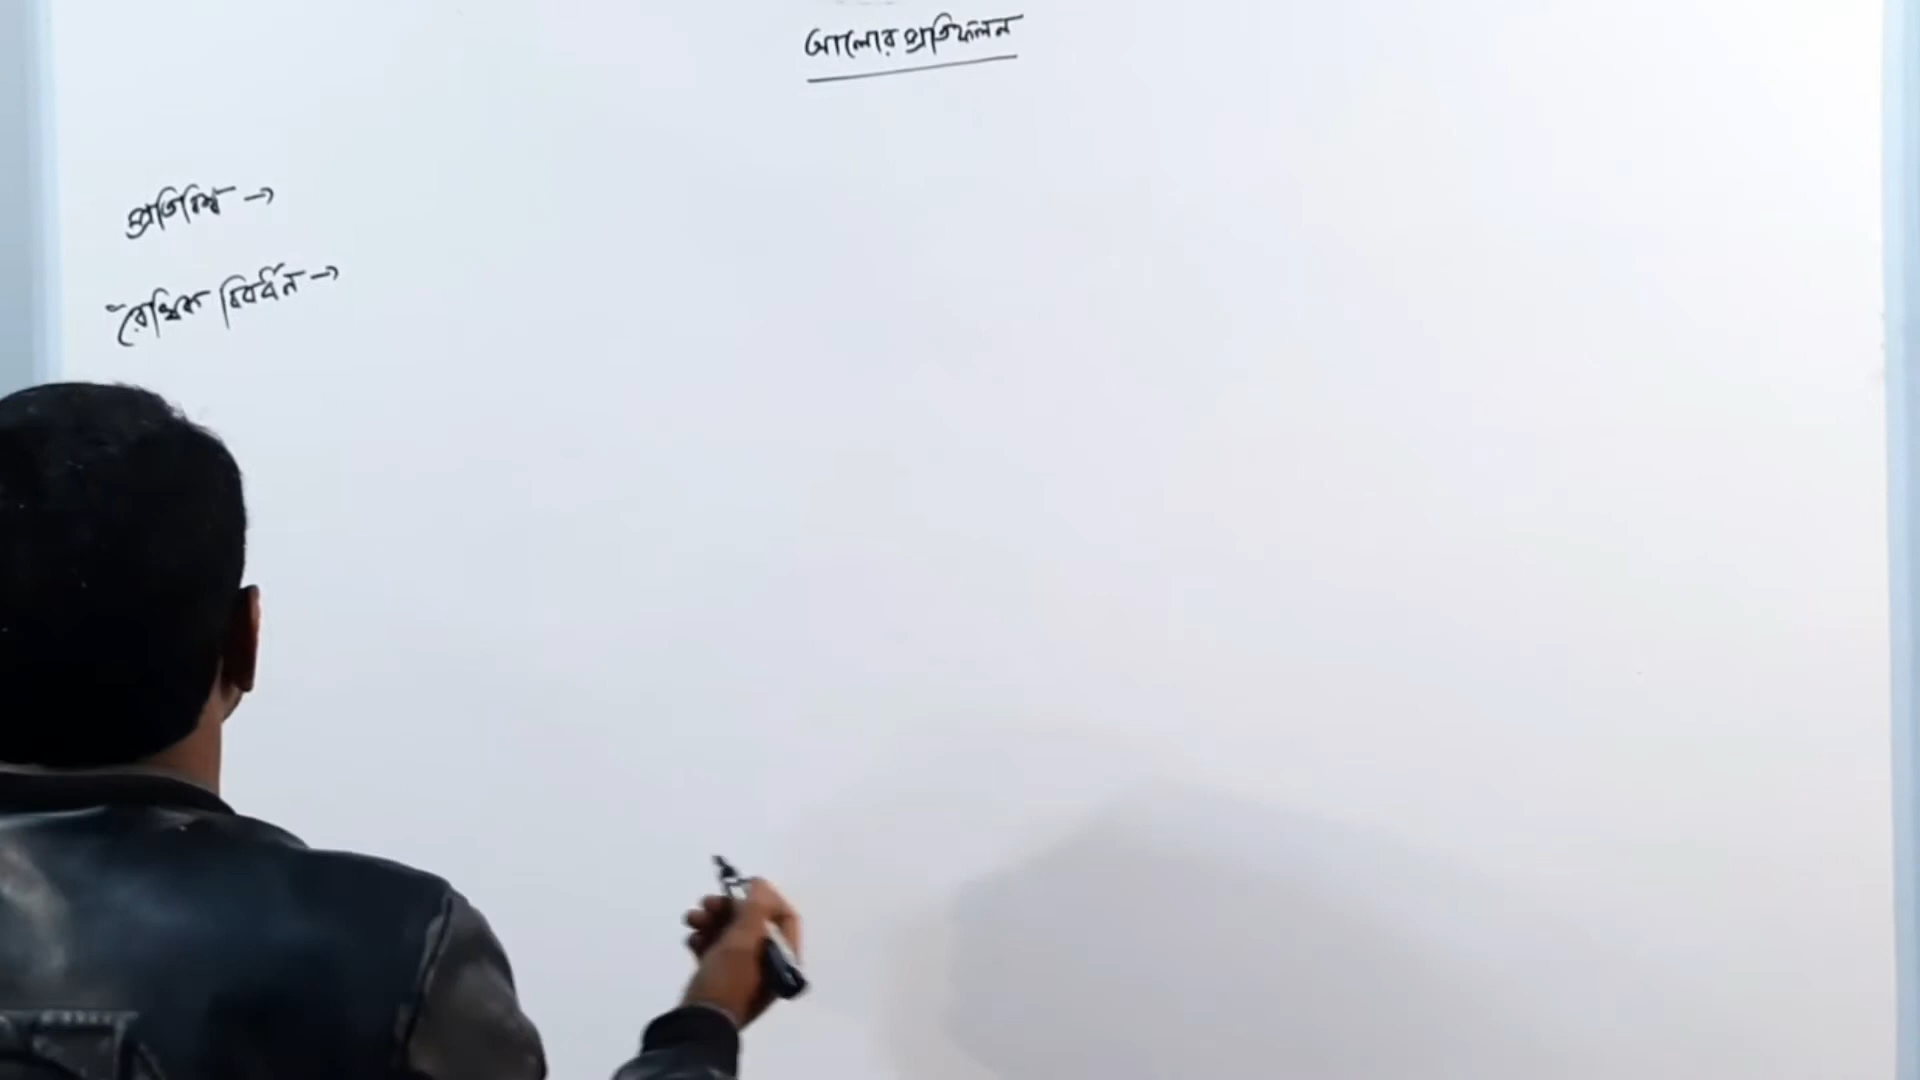 আলোর প্রতিফলন
প্রতিবিম্ব →
রৈখিক বিবর্ধন →